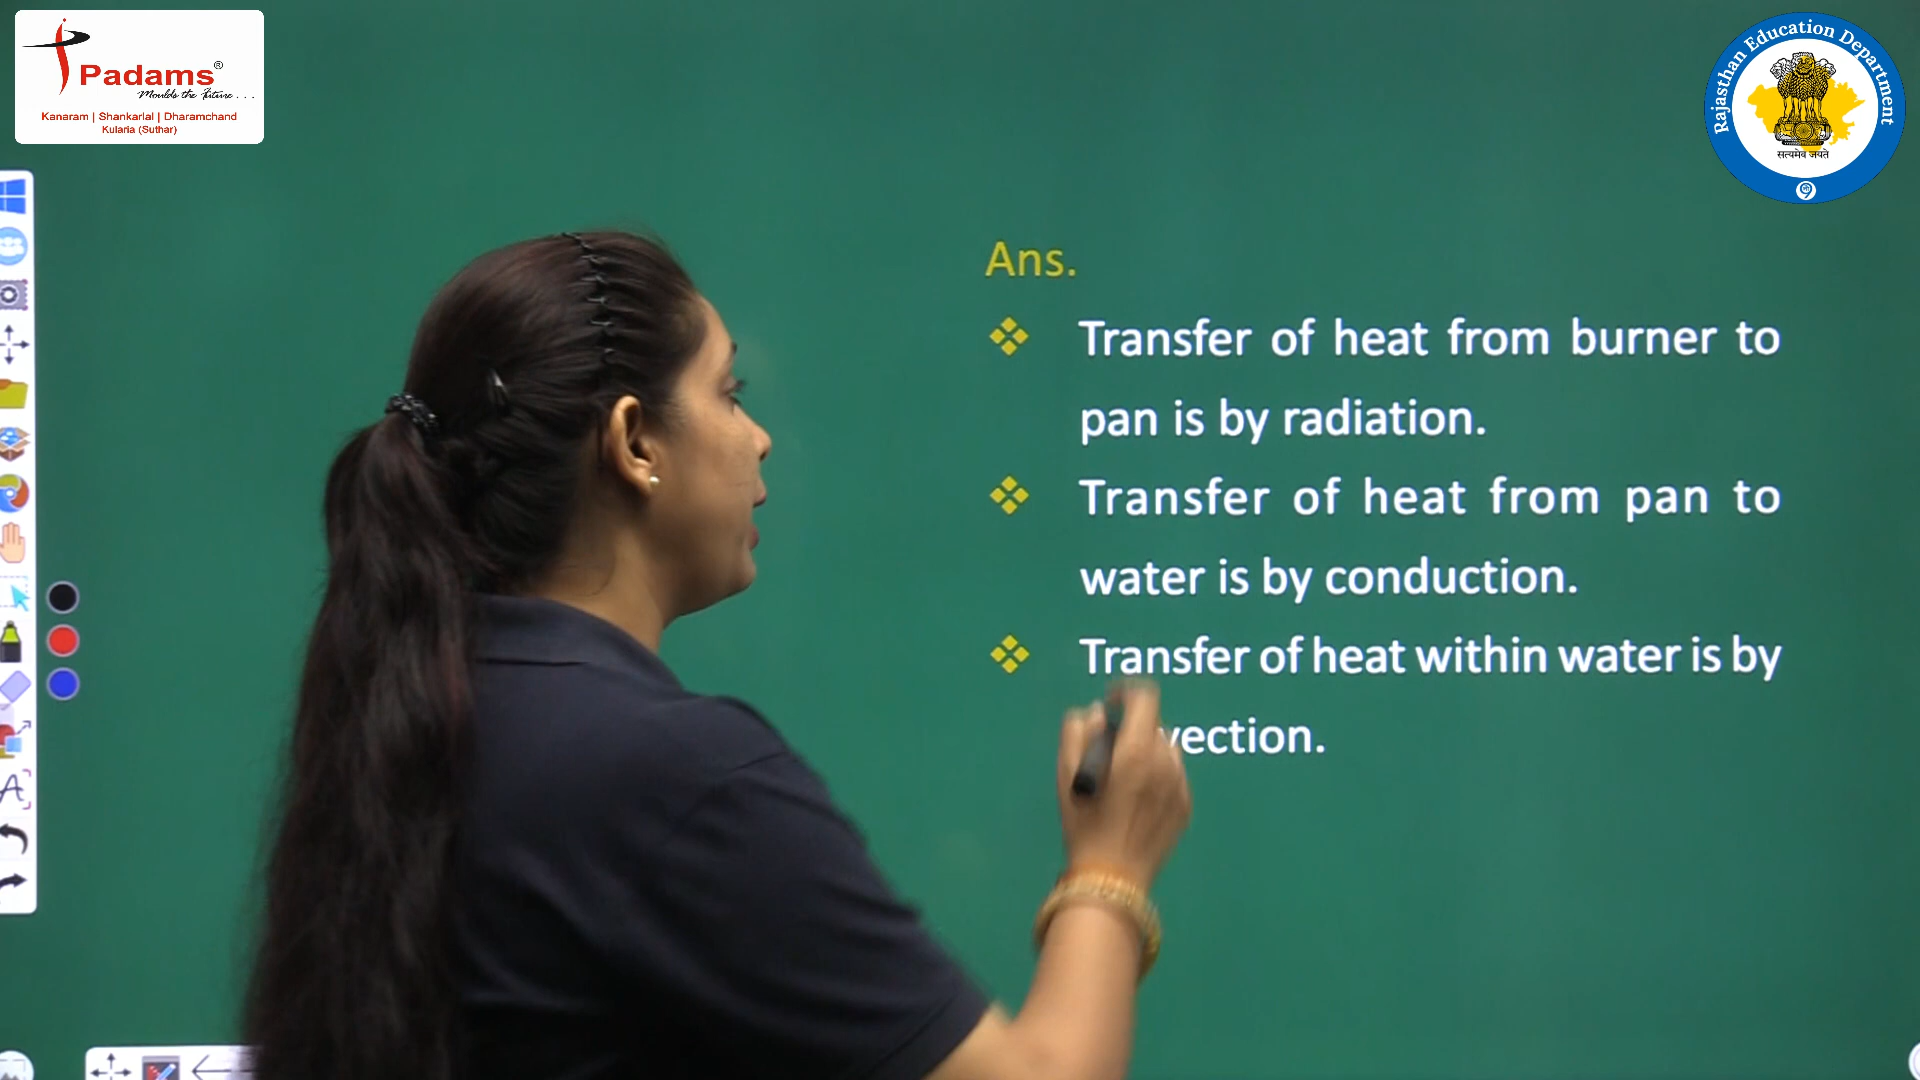 Padams®
Moulds the Future . . .
Kanaram | Shankarlal | Dharamchand
Kularia (Suthar)
Rajasthan Education Department
सत्यमेव जयते
Ans.
Transfer of heat from burner to
pan is by radiation.
Transfer of heat from pan to
water is by conduction.
Transfer of heat within water is by
vection.